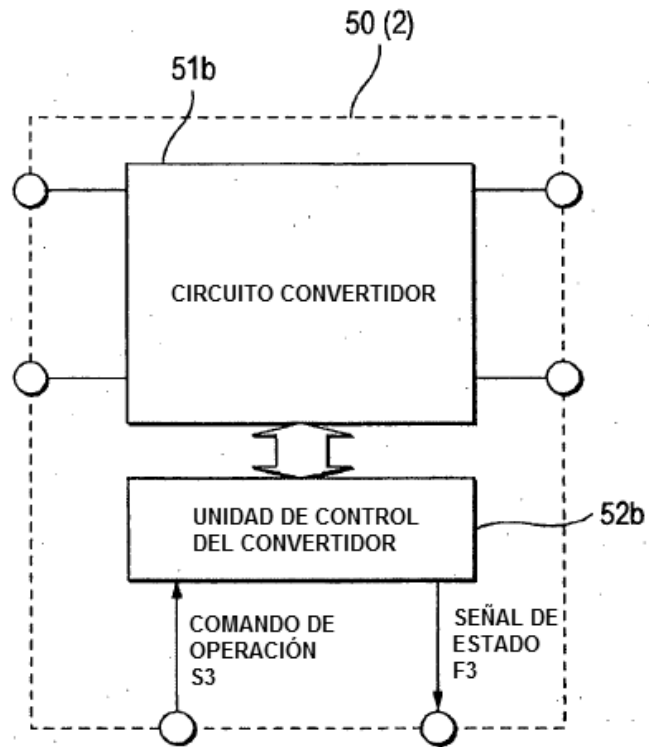 50 (2)
51b
CIRCUITO CONVERTIDOR
UNIDAD DE CONTROL
DEL CONVERTIDOR
52b
COMANDO DE
OPERACIÓN
S3
SEÑAL DE
ESTADO
F3